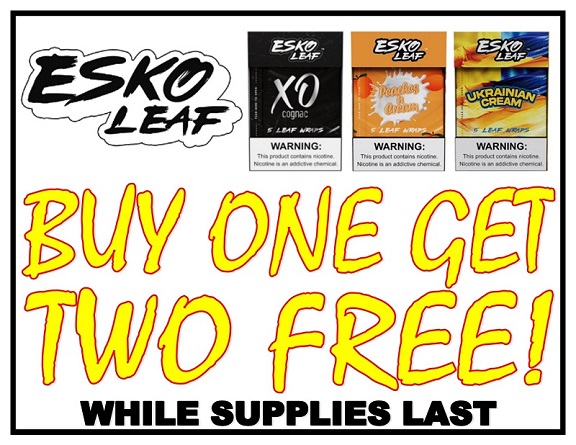 ESKO
LEAF
ESKO
LEAF
XO
cognac
5 LEAF WRAPS
WARNING:
This product contains nicotine.
Nicotine is an addictive chemical.
ESKO
LEAF
Peaches
n
Cream
5 LEAF WRAPS
WARNING:
This product contains nicotine.
Nicotine is an addictive chemical.
ESKO
LEAF
UKRAINIAN
CREAM
5 LEAF WRAPS
WARNING:
This product contains nicotine.
Nicotine is an addictive chemical.
BUY ONE GET
TWO FREE!
WHILE SUPPLIES LAST